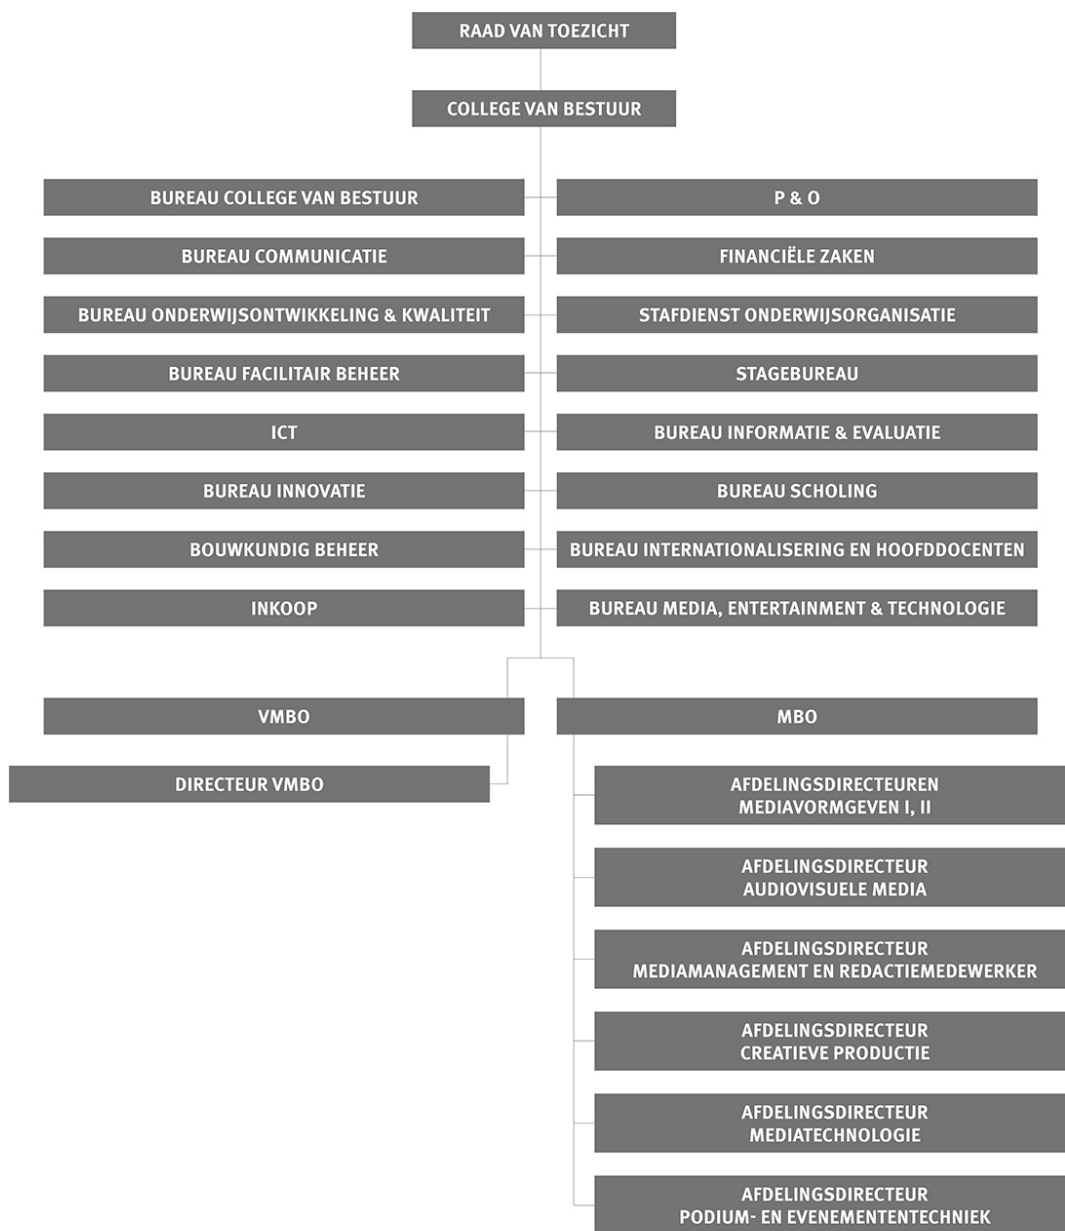 RAAD VAN TOEZICHT
COLLEGE VAN BESTUUR
BUREAU COLLEGE VAN BESTUUR
P & O
BUREAU COMMUNICATIE
FINANCIËLE ZAKEN
BUREAU ONDERWIJSONTWIKKELING & KWALITEIT
STAFDIENST ONDERWIJSORGANISATIE
BUREAU FACILITAIR BEHEER
STAGEBUREAU
ICT
BUREAU INFORMATIE & EVALUATIE
BUREAU INNOVATIE
BUREAU SCHOLING
BOUWKUNDIG BEHEER
BUREAU INTERNATIONALISERING EN HOOFDDOCENTEN
INKOOP
BUREAU MEDIA, ENTERTAINMENT & TECHNOLOGIE
VMBO
MBO
DIRECTEUR VMBO
AFDELINGSDIRECTEUREN
MEDIAVORMGEVEN I, II
AFDELINGSDIRECTEUR
AUDIOVISUELE MEDIA
AFDELINGSDIRECTEUR
MEDIAMANAGEMENT EN REDACTIEMEDEWERKER
AFDELINGSDIRECTEUR
CREATIEVE PRODUCTIE
AFDELINGSDIRECTEUR
MEDIATECHNOLOGIE
AFDELINGSDIRECTEUR
PODIUM- EN EVENEMENTENTECHNIEK